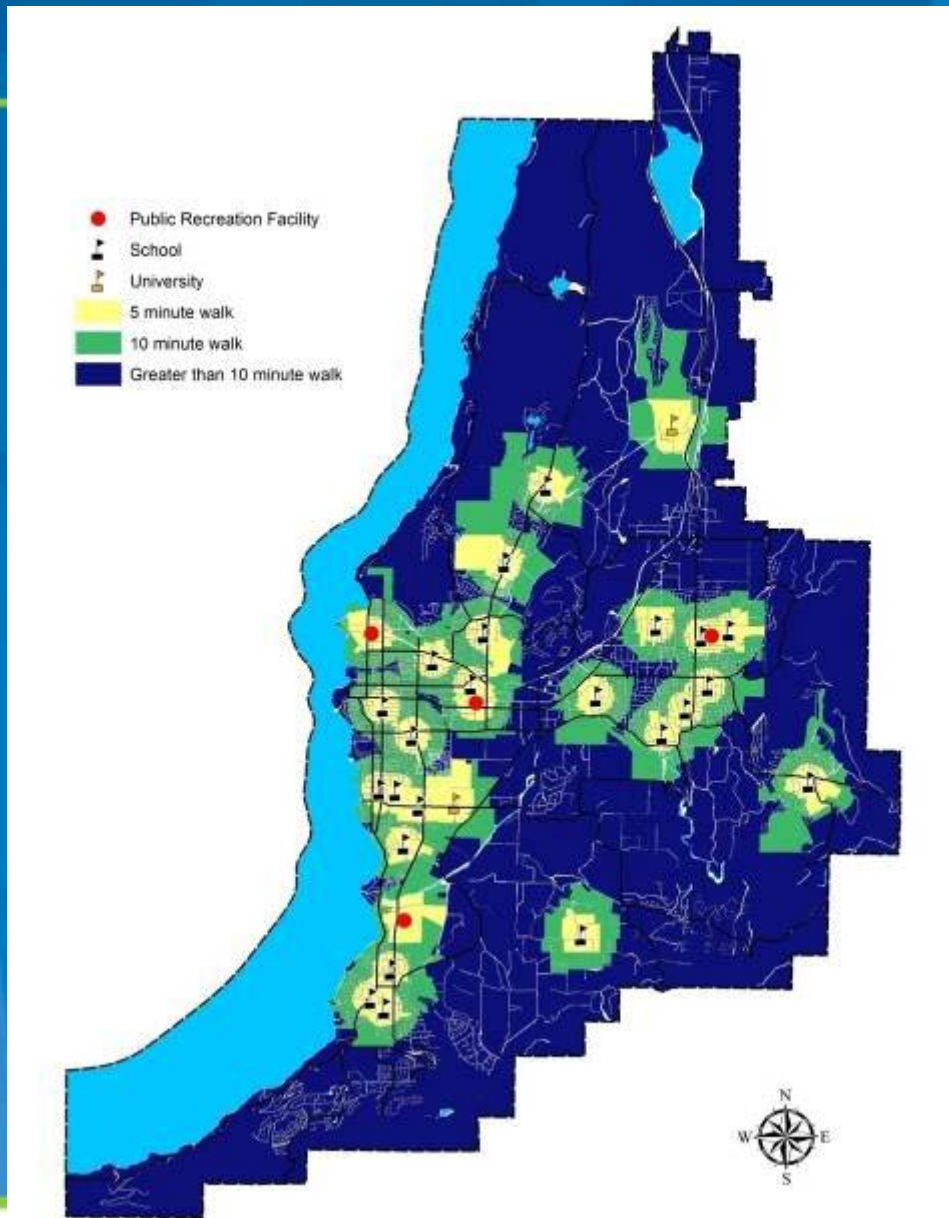 Public Recreation Facility
School
University
5 minute walk
10 minute walk
Greater than 10 minute walk
N
W E
S